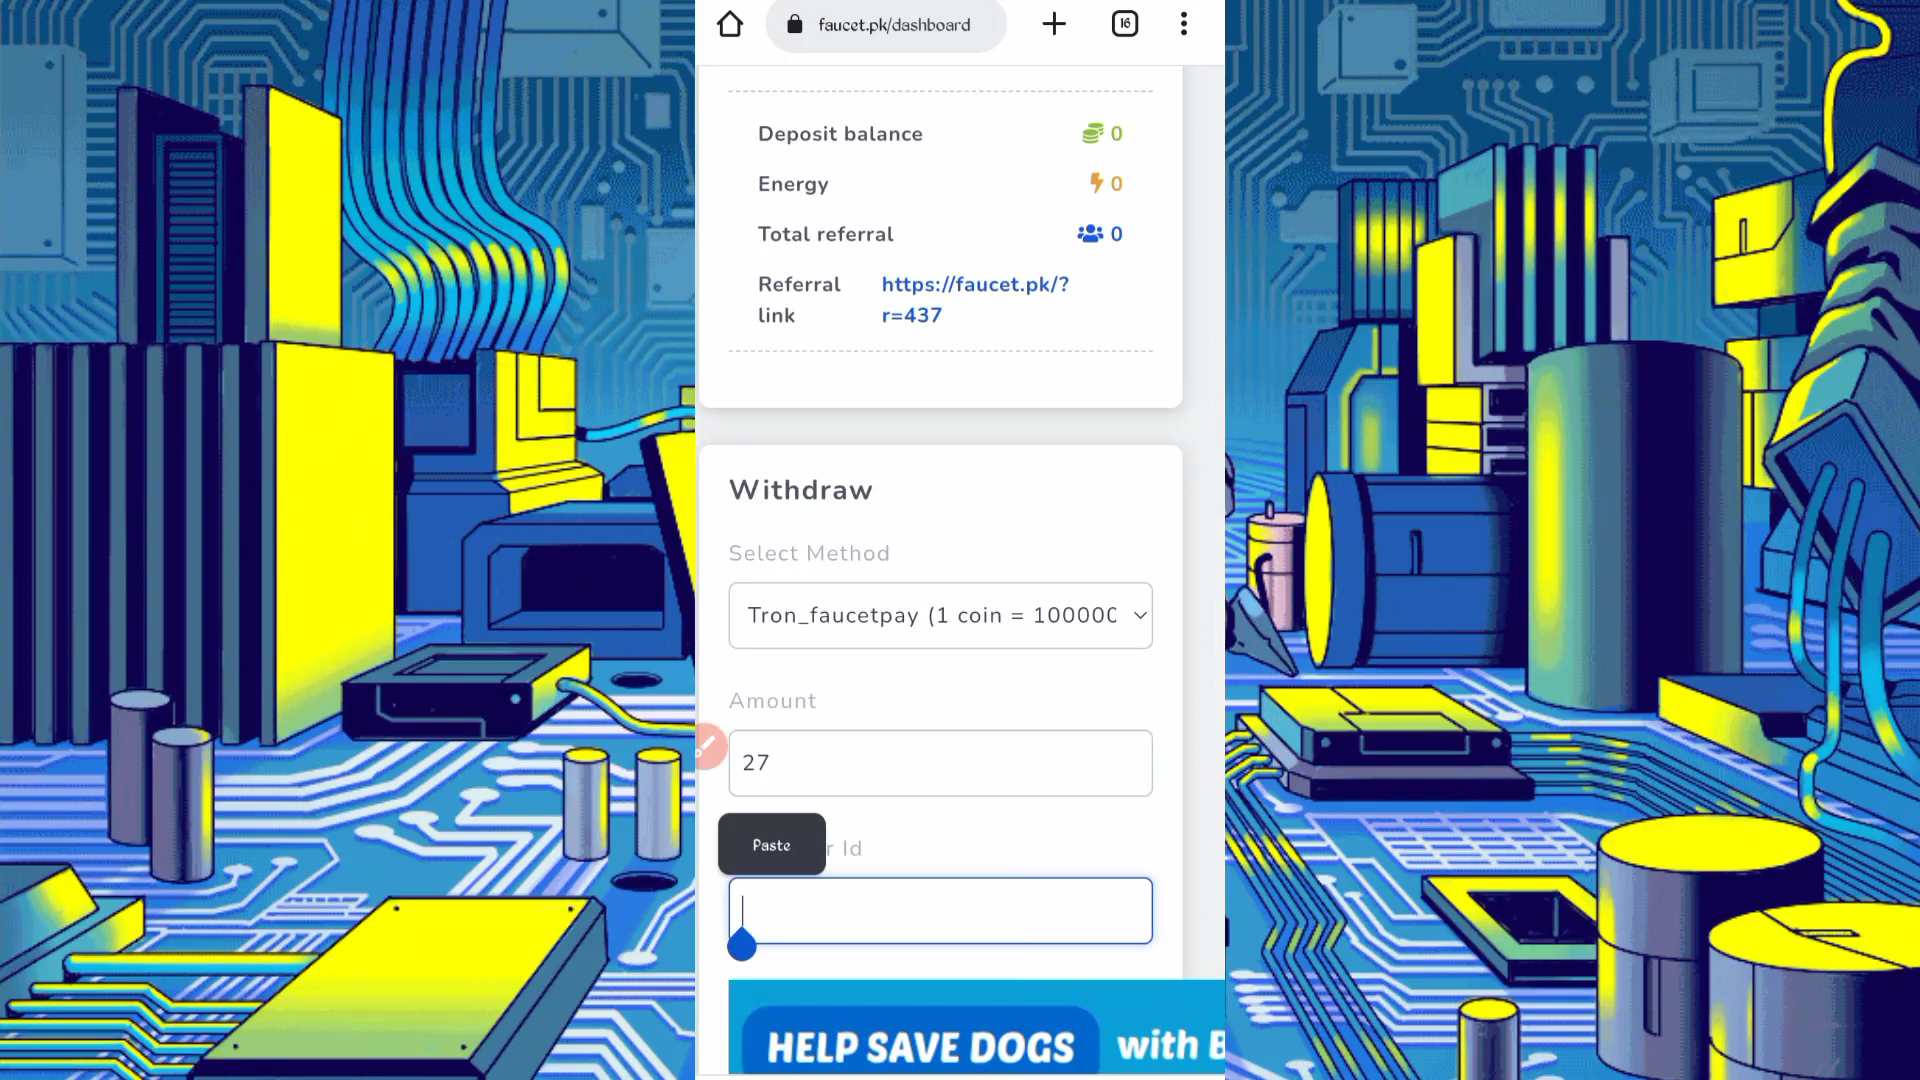 faucet.pk/dashboard
16
Deposit balance 0
Energy 0
Total referral 0
Referral link https://faucet.pk/?r=437
Withdraw
Select Method
Tron_faucetpay (1 coin = 10000
Amount
27
Paste
r Id
HELP SAVE DOGS with B